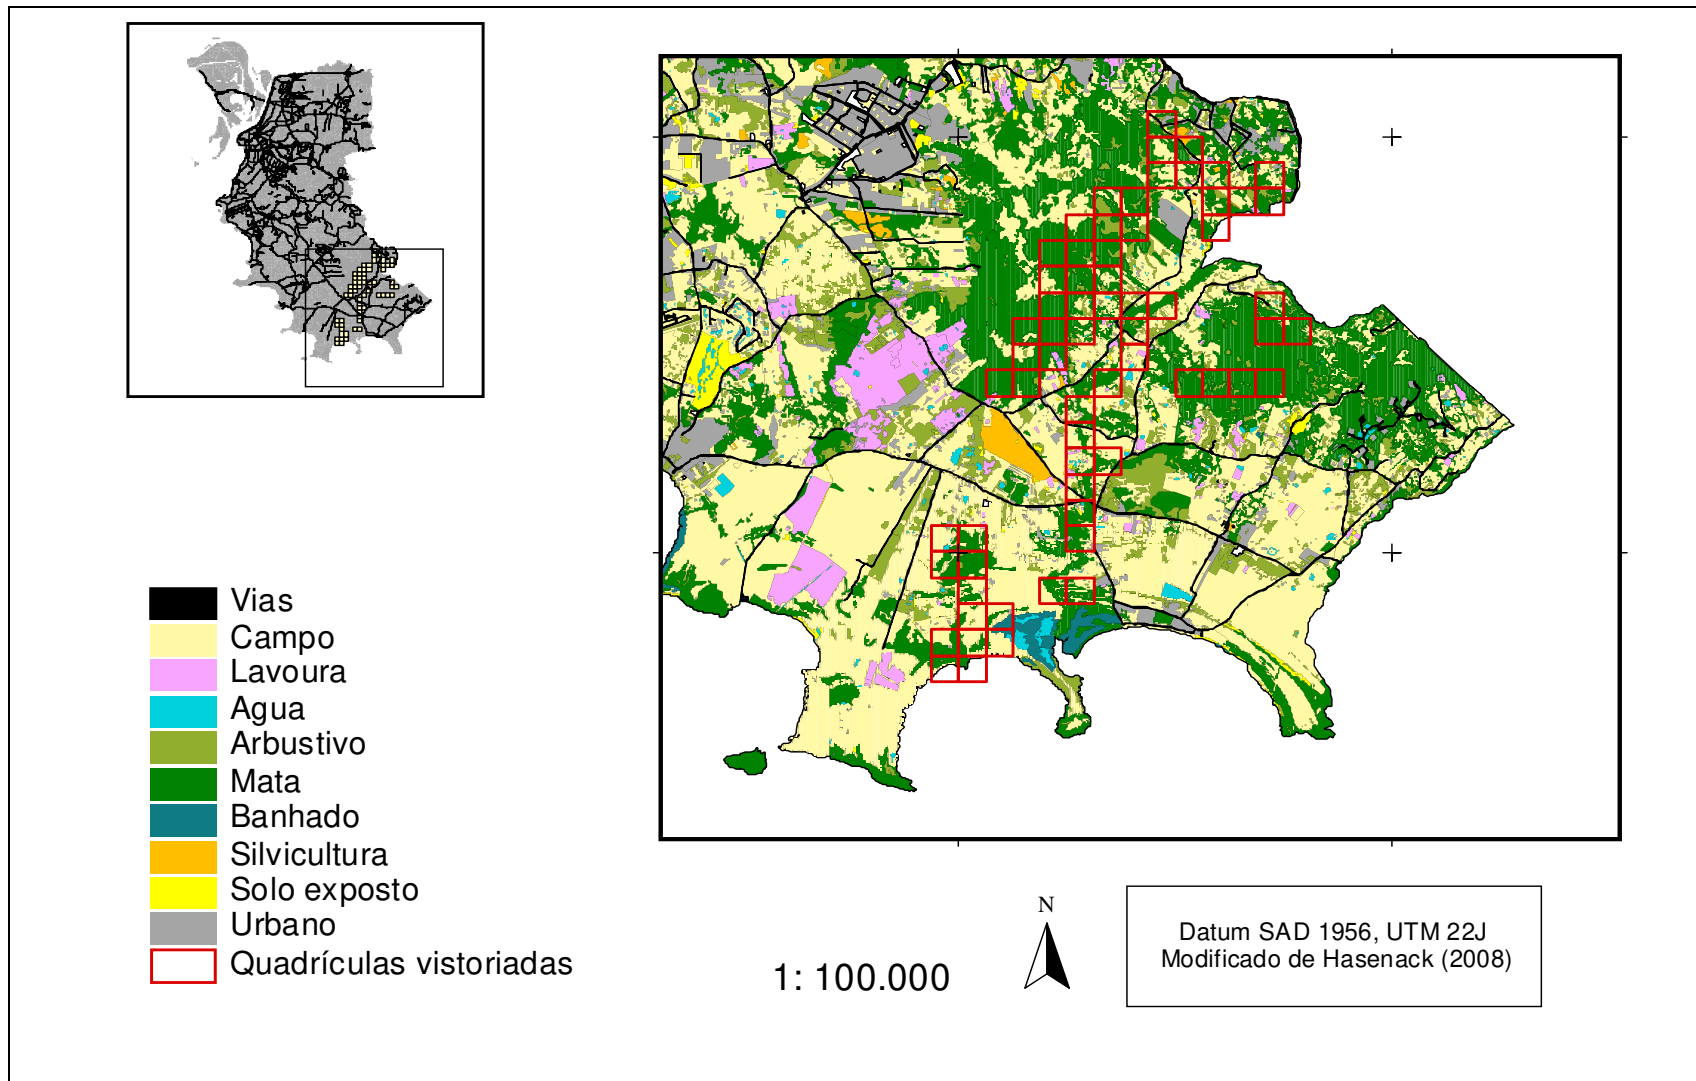 Vias
Campo
Lavoura
Agua
Arbustivo
Mata
Banhado
Silvicultura
Solo exposto
Urbano
Quadrículas vistoriadas
1: 100.000
N
Datum SAD 1956, UTM 22J
Modificado de Hasenack (2008)